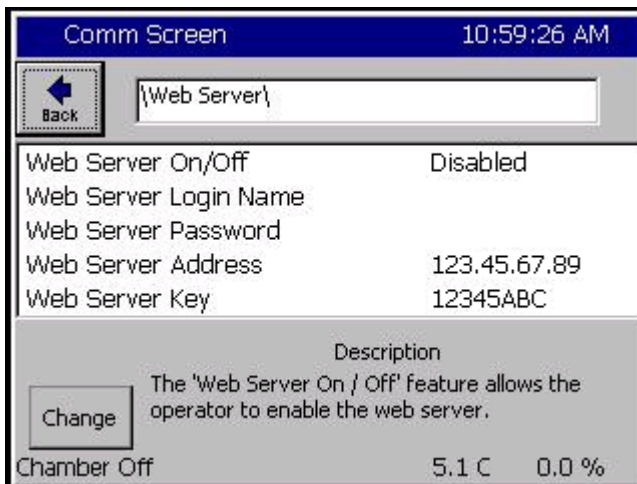 Comm Screen 10:59:26 AM
Back
\Web Server\
Web Server On/Off Disabled
Web Server Login Name
Web Server Password
Web Server Address 123.45.67.89
Web Server Key 12345ABC
Description
The 'Web Server On / Off' feature allows the
operator to enable the web server.
Change
Chamber Off 5.1 C 0.0 %